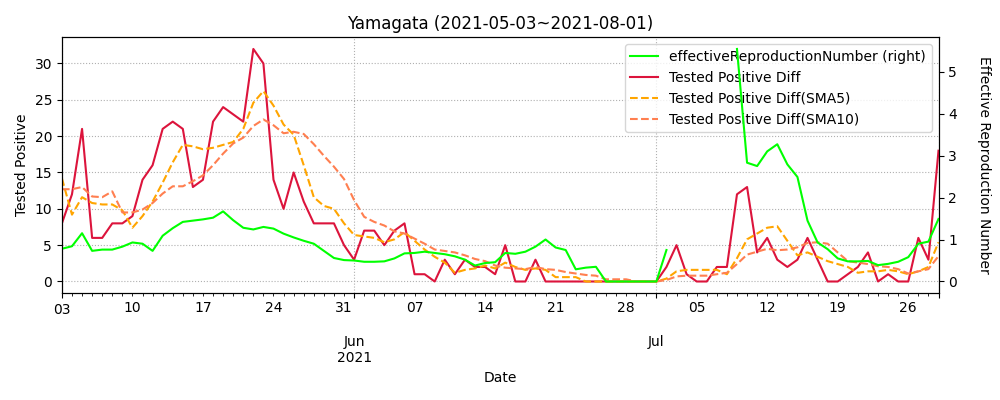 Yamagata (2021-05-03~2021-08-01)
effectiveReproductionNumber (right)
Tested Positive Diff
Tested Positive Diff(SMA5)
Tested Positive Diff(SMA10)
Tested Positive
30
25
20
15
10
5
0
Effective Reproduction Number
5
4
3
2
1
0
03 10 17 24 31 07 14 21 28 05 12 19 26
Jun Jul
2021
Date